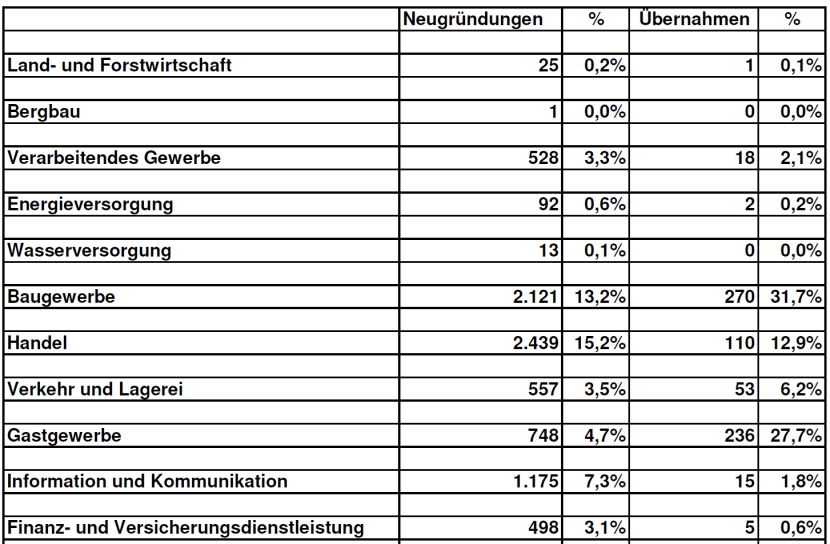 Neugründungen % Übernahmen %
Land- und Forstwirtschaft 25 0,2% 1 0,1%
Bergbau 1 0,0% 0 0,0%
Verarbeitendes Gewerbe 528 3,3% 18 2,1%
Energieversorgung 92 0,6% 2 0,2%
Wasserversorgung 13 0,1% 0 0,0%
Baugewerbe 2.121 13,2% 270 31,7%
Handel 2.439 15,2% 110 12,9%
Verkehr und Lagerei 557 3,5% 53 6,2%
Gastgewerbe 748 4,7% 236 27,7%
Information und Kommunikation 1.175 7,3% 15 1,8%
Finanz- und Versicherungsdienstleistung 498 3,1% 5 0,6%